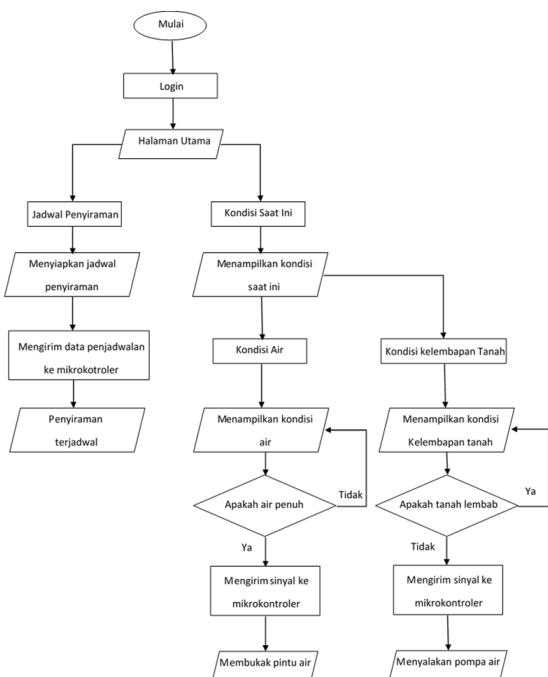 Mulai
Login
Halaman Utama
Jadwal Penyiraman
Kondisi Saat Ini
Menyiapkan jadwal
penyiraman
Menampilkan kondisi
saat ini
Mengirim data penjadwalan
ke mikrokotroler
Kondisi Air
Kondisi kelembapan Tanah
Penyiraman
terjadwal
Menampilkan kondisi
air
Menampilkan kondisi
Kelembapan tanah
Apakah air penuh
Tidak
Apakah tanah lembab
Ya
Ya
Tidak
Mengirim sinyal ke
mikrokontroler
Mengirim sinyal ke
mikrokontroler
Membukak pintu air
Menyalakan pompa air